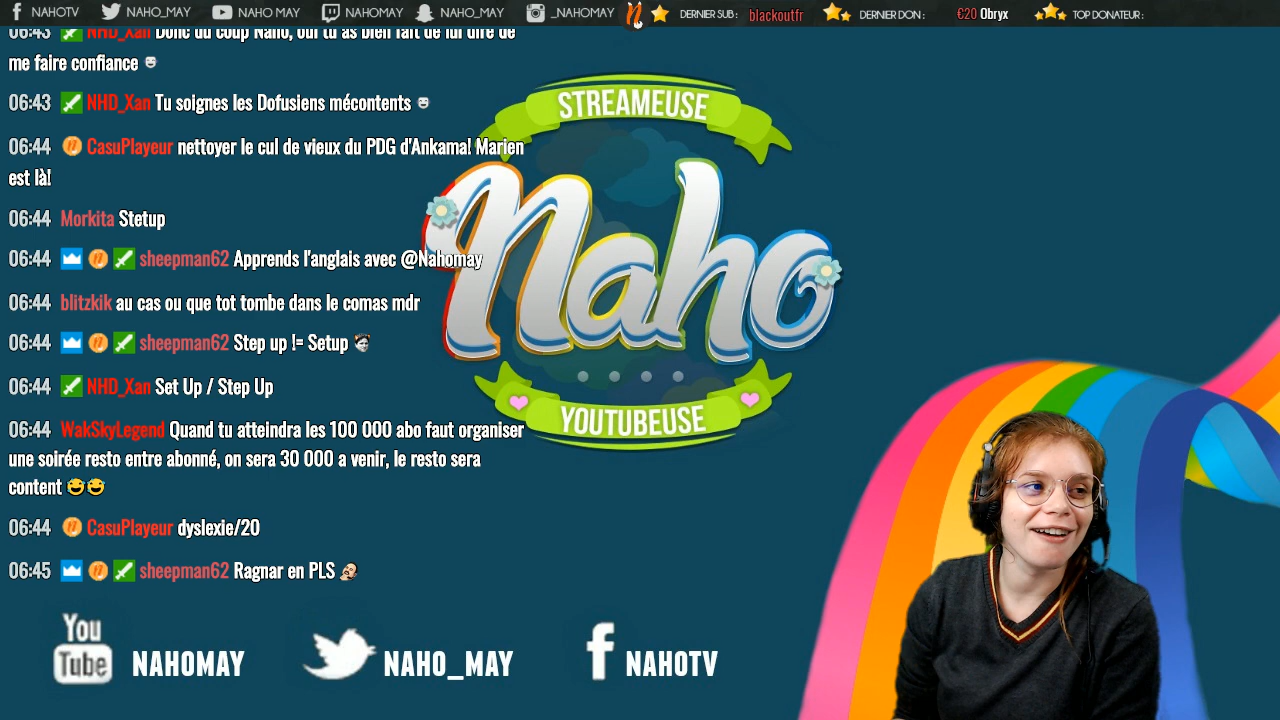 NAHOTV NAHO_MAY NAHO MAY NAHOMAY NAHO_MAY _NAHOMAY DERNIER SUB : blackoutfr DERNIER DON : €20 Obryx TOP DONATEUR :
06:43 NHD_Xan Donc du coup Naho, oui tu as bien fait de lui dire de
me faire confiance
06:43 NHD_Xan Tu soignes les Dofusiens mécontents
06:44 CasuPlayeur nettoyer le cul de vieux du PDG d'Ankama! Marien
est là!
06:44 Morkita Stetup
06:44 sheepman62 Apprends l'anglais avec @Nahomay
06:44 blitzkik au cas ou que tot tombe dans le comas mdr
06:44 sheepman62 Step up != Setup
06:44 NHD_Xan Set Up / Step Up
06:44 WakSkyLegend Quand tu atteindra les 100 000 abo faut organiser
une soirée resto entre abonné, on sera 30 000 a venir, le resto sera
content 😂😂
06:44 CasuPlayeur dyslexie/20
06:45 sheepman62 Ragnar en PLS
STREAMEUSE
Naho
YOUTUBEUSE
You
Tube
NAHOMAY NAHO_MAY NAHOTV